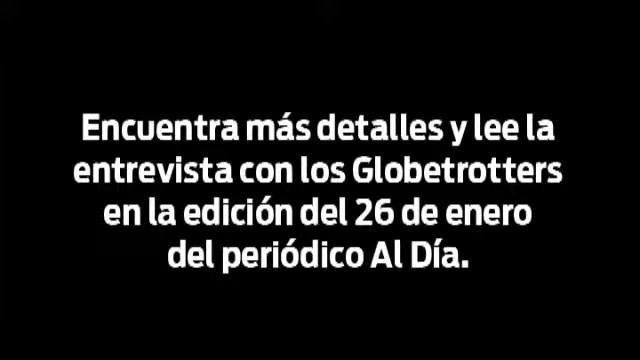 Encuentra más detalles y lee la
entrevista con los Globetrotters
en la edición del 26 de enero
del periódico Al Día.